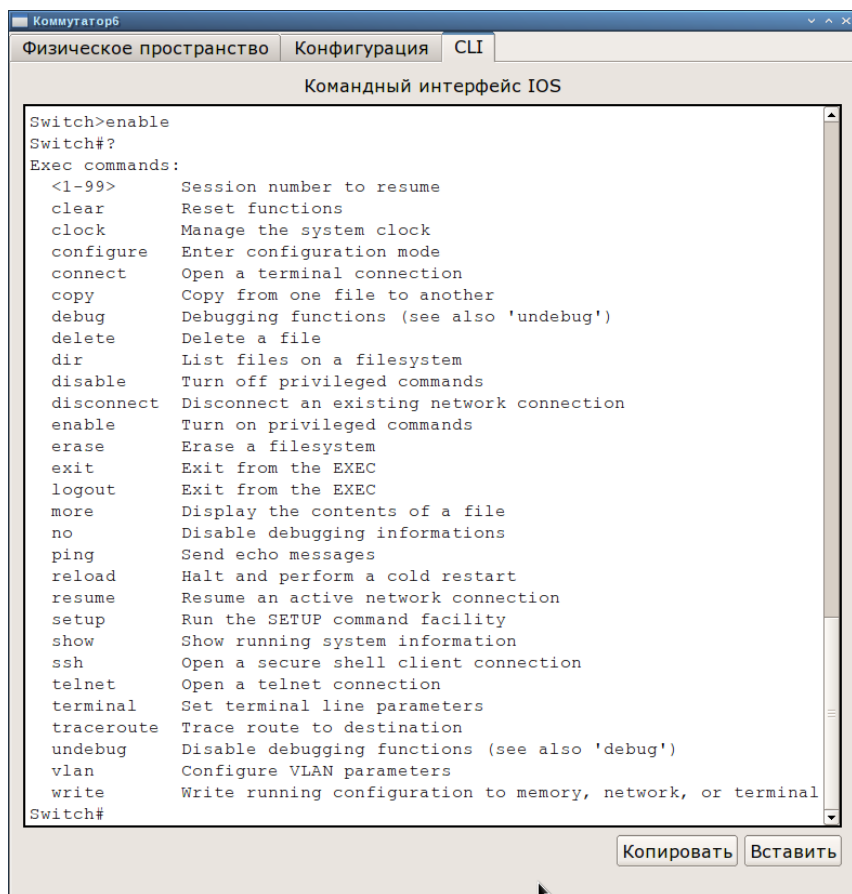 Коммутатор6
Физическое пространство Конфигурация CLI
Командный интерфейс IOS
Switch>enable
Switch#?
Exec commands:
  <1-99>      Session number to resume
  clear       Reset functions
  clock       Manage the system clock
  configure   Enter configuration mode
  connect     Open a terminal connection
  copy        Copy from one file to another
  debug       Debugging functions (see also 'undebug')
  delete      Delete a file
  dir         List files on a filesystem
  disable     Turn off privileged commands
  disconnect  Disconnect an existing network connection
  enable      Turn on privileged commands
  erase       Erase a filesystem
  exit        Exit from the EXEC
  logout      Exit from the EXEC
  more        Display the contents of a file
  no          Disable debugging informations
  ping        Send echo messages
  reload      Halt and perform a cold restart
  resume      Resume an active network connection
  setup       Run the SETUP command facility
  show        Show running system information
  ssh         Open a secure shell client connection
  telnet      Open a telnet connection
  terminal    Set terminal line parameters
  traceroute  Trace route to destination
  undebug     Disable debugging functions (see also 'debug')
  vlan        Configure VLAN parameters
  write       Write running configuration to memory, network, or terminal
Switch#
Копировать Вставить